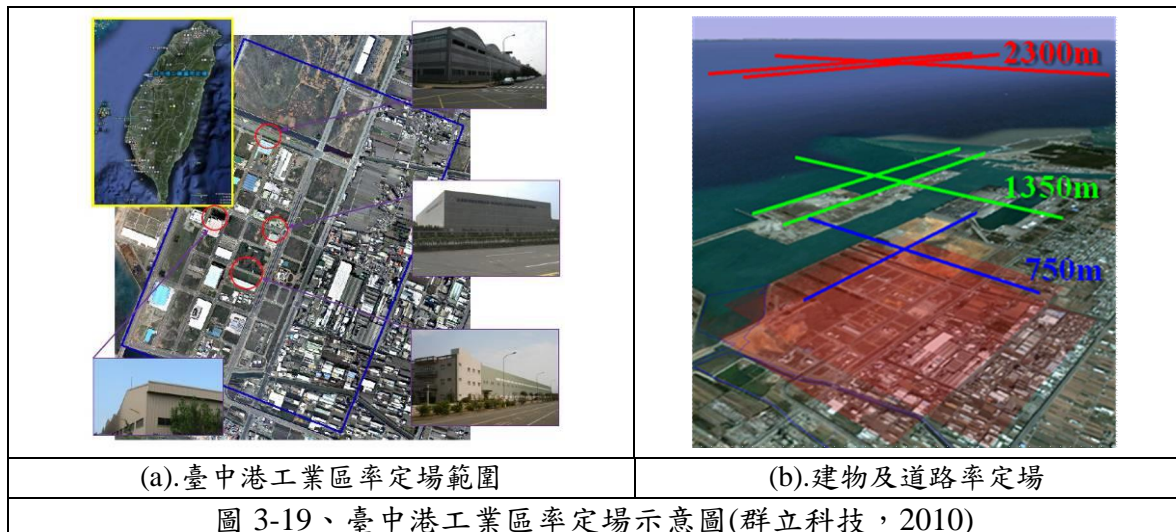 2300m
1350m
750m
(a).臺中港工業區率定場範圍
(b).建物及道路率定場
圖 3-19、臺中港工業區率定場示意圖(群立科技，2010)